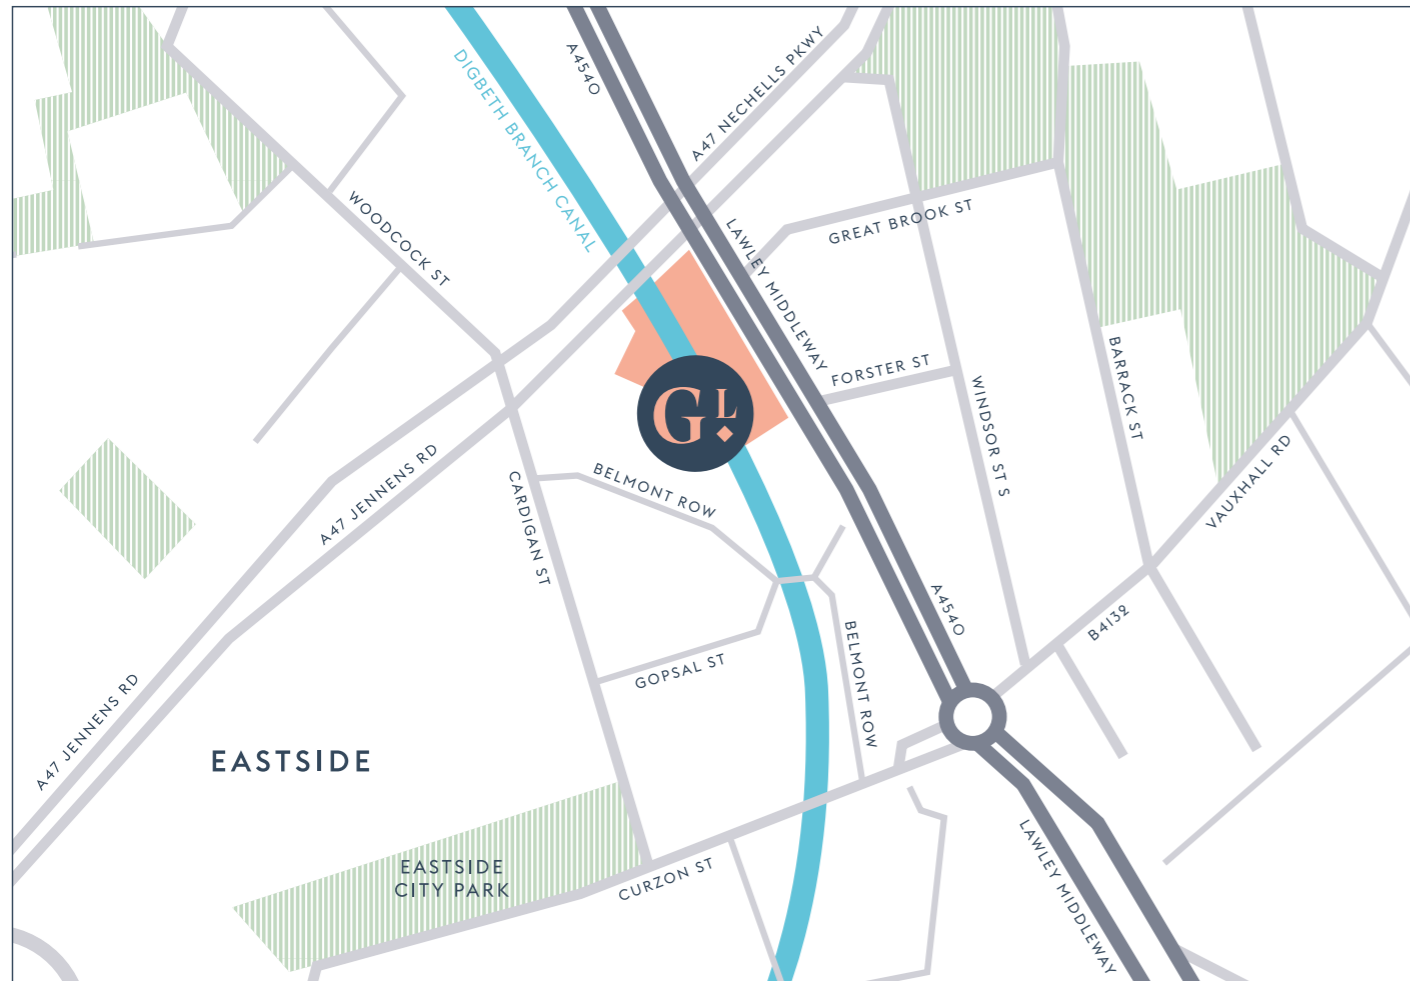 A4540
A47 NECHELLS PKWY
DIGBETH BRANCH CANAL
WOODCOCK ST
GREAT BROOK ST
LAWLEY MIDDLEWAY
FORSTER ST
BARRACK ST
WINDSOR ST S
VAUXHALL RD
GL
A47 JENNENS RD
BELMONT ROW
CARDIGAN ST
A4540
B4132
BELMONT ROW
GOPSAL ST
A47 JENNENS RD
EASTSIDE
EASTSIDE
CITY PARK
CURZON ST
LAWLEY MIDDLEWAY